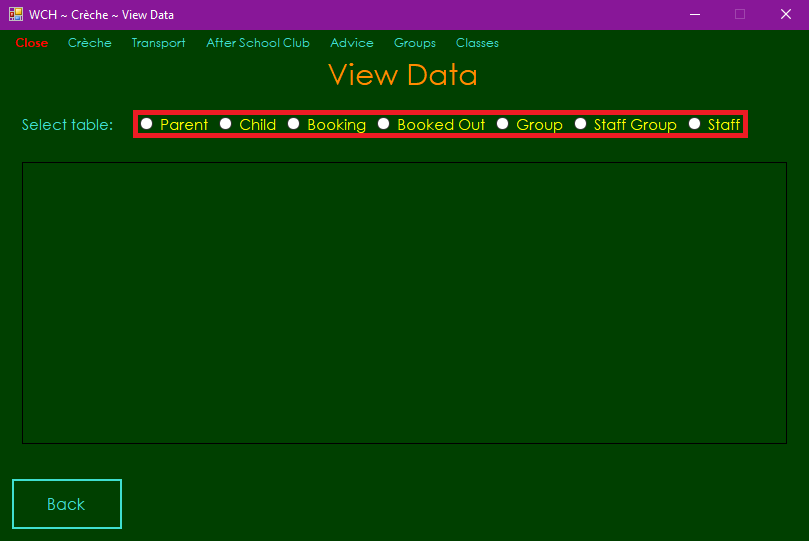 WCH ~ Crèche ~ View Data
Close Crèche Transport After School Club Advice Groups Classes
View Data
Select table: Parent Child Booking Booked Out Group Staff Group Staff
Back